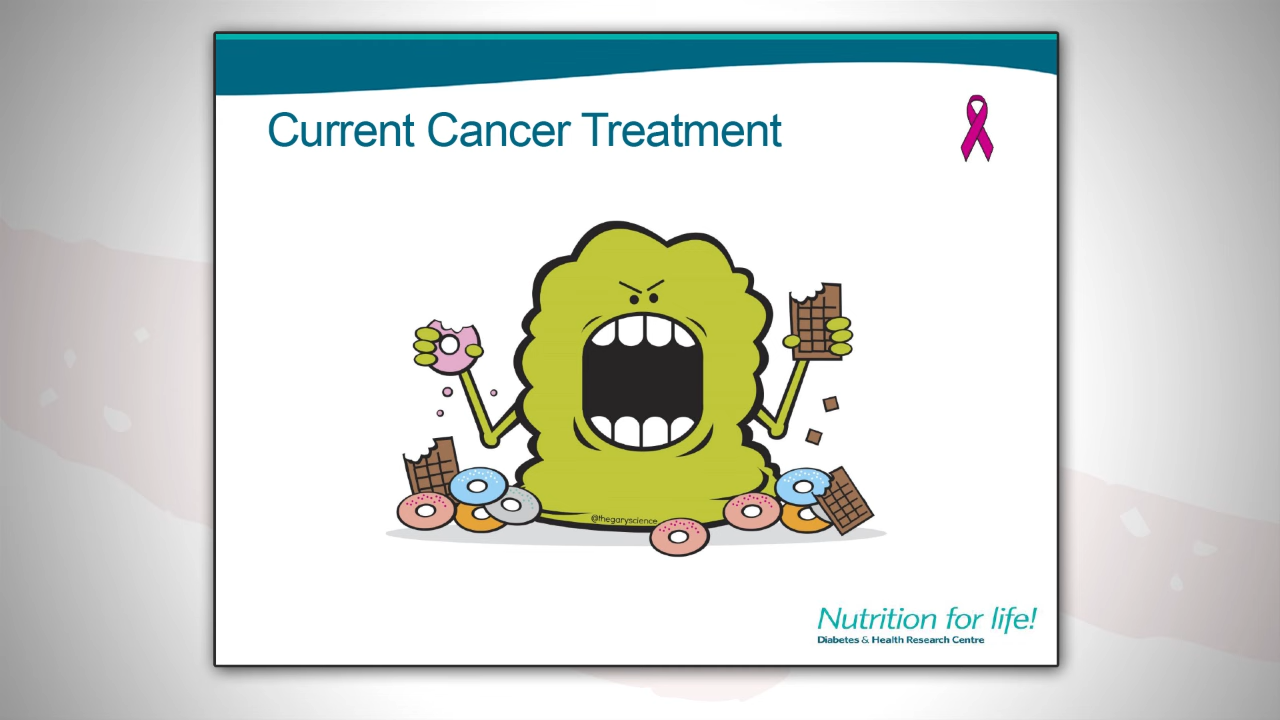 Current Cancer Treatment
@thegaryscience
Nutrition for life!
Diabetes & Health Research Centre